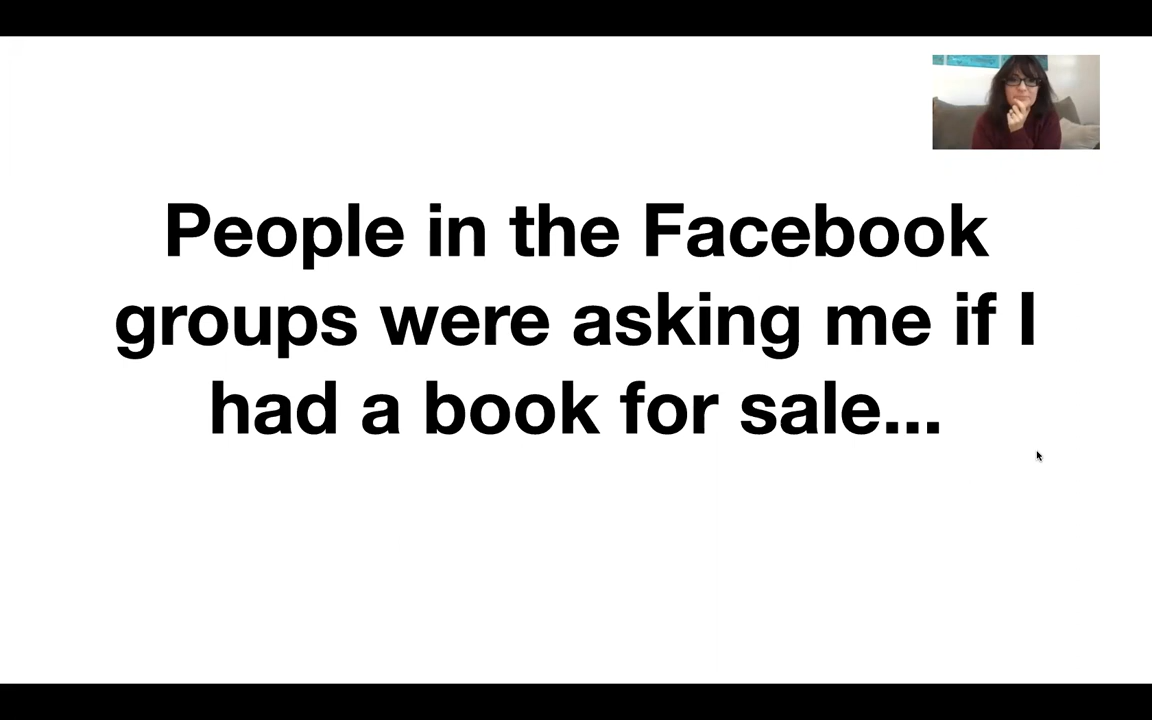 People in the Facebook
groups were asking me if I
had a book for sale...